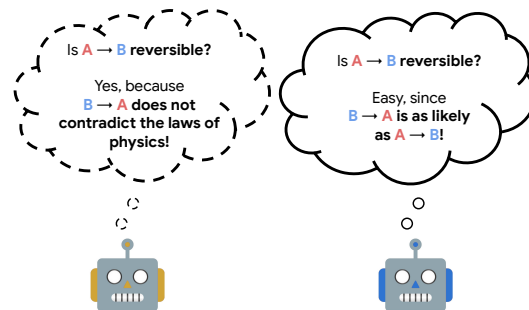 Is A → B reversible?
Yes, because
B → A does not
contradict the laws of
physics!
Is A → B reversible?
Easy, since
B → A is as likely
as A → B!